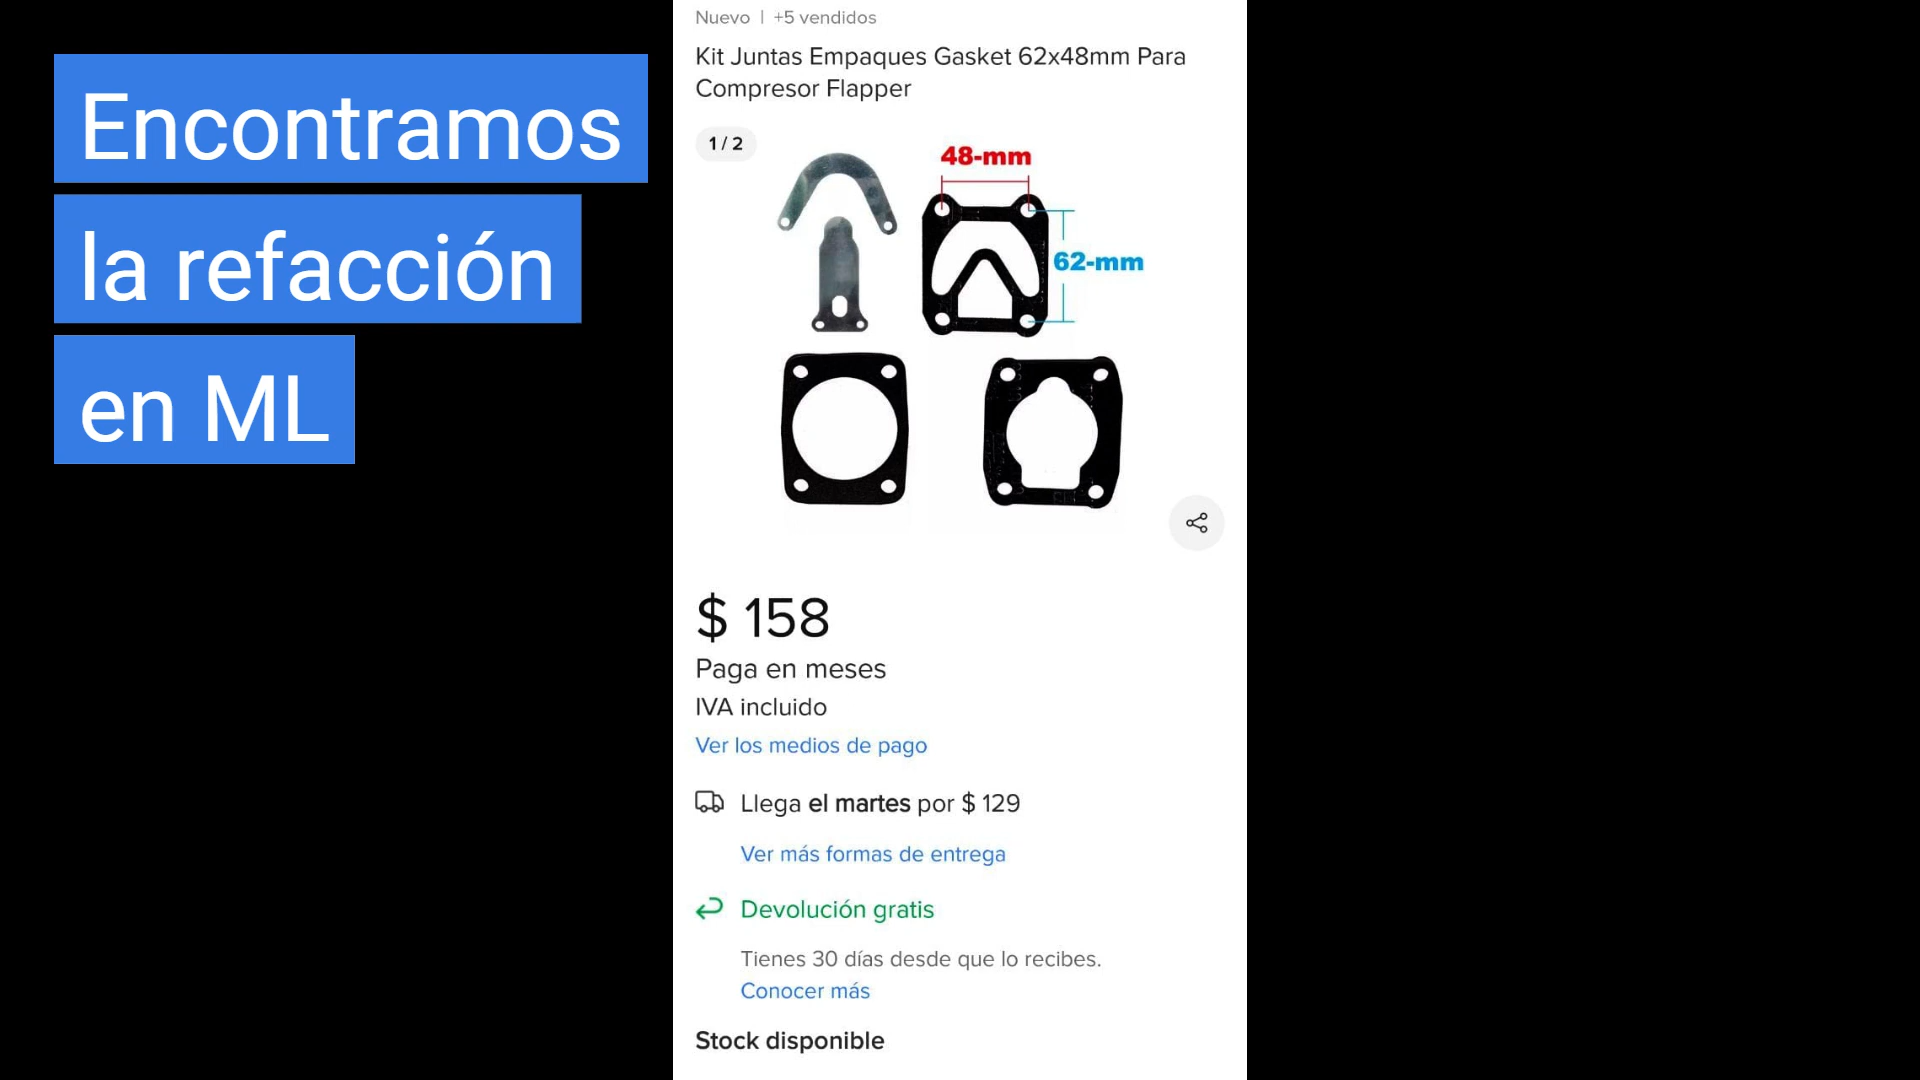 Encontramos
la refacción
en ML
Nuevo | +5 vendidos
Kit Juntas Empaques Gasket 62x48mm Para
Compresor Flapper
1 / 2
48-mm
62-mm
$ 158
Paga en meses
IVA incluido
Ver los medios de pago
Llega el martes por $ 129
Ver más formas de entrega
Devolución gratis
Tienes 30 días desde que lo recibes.
Conocer más
Stock disponible